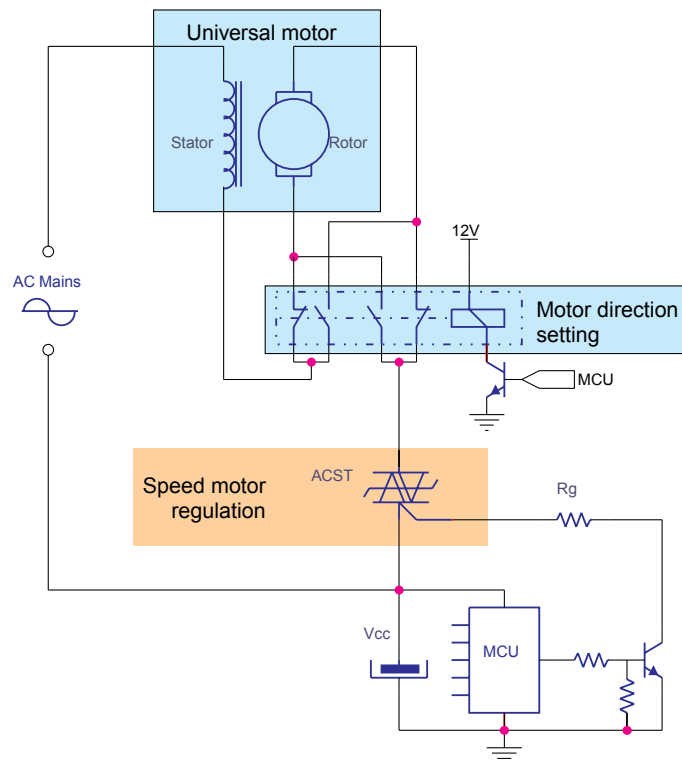 Universal motor
Stator
Rotor
12V
AC Mains
Motor direction
setting
MCU
ACST
Speed motor
regulation
Rg
Vcc
MCU